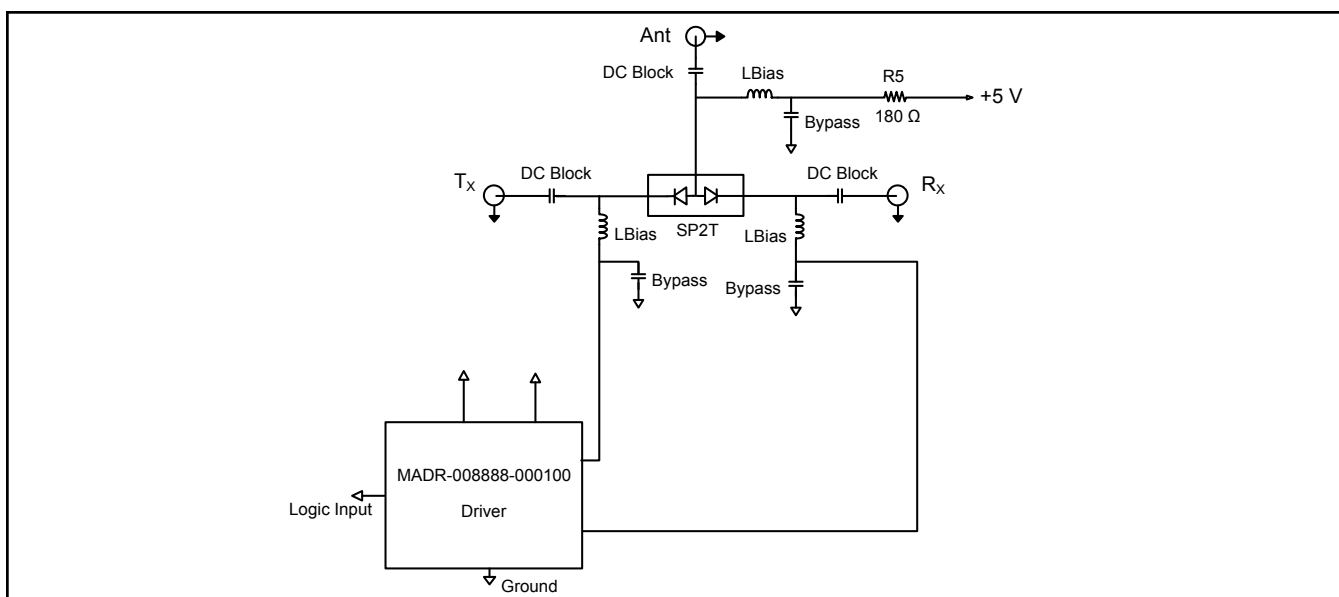 Ant
DC Block
LBias
R5
+5 V
Bypass
180 Ω
TX
DC Block
DC Block
RX
SP2T
LBias
LBias
Bypass
Bypass
MADR-008888-000100
Driver
Logic Input
Ground